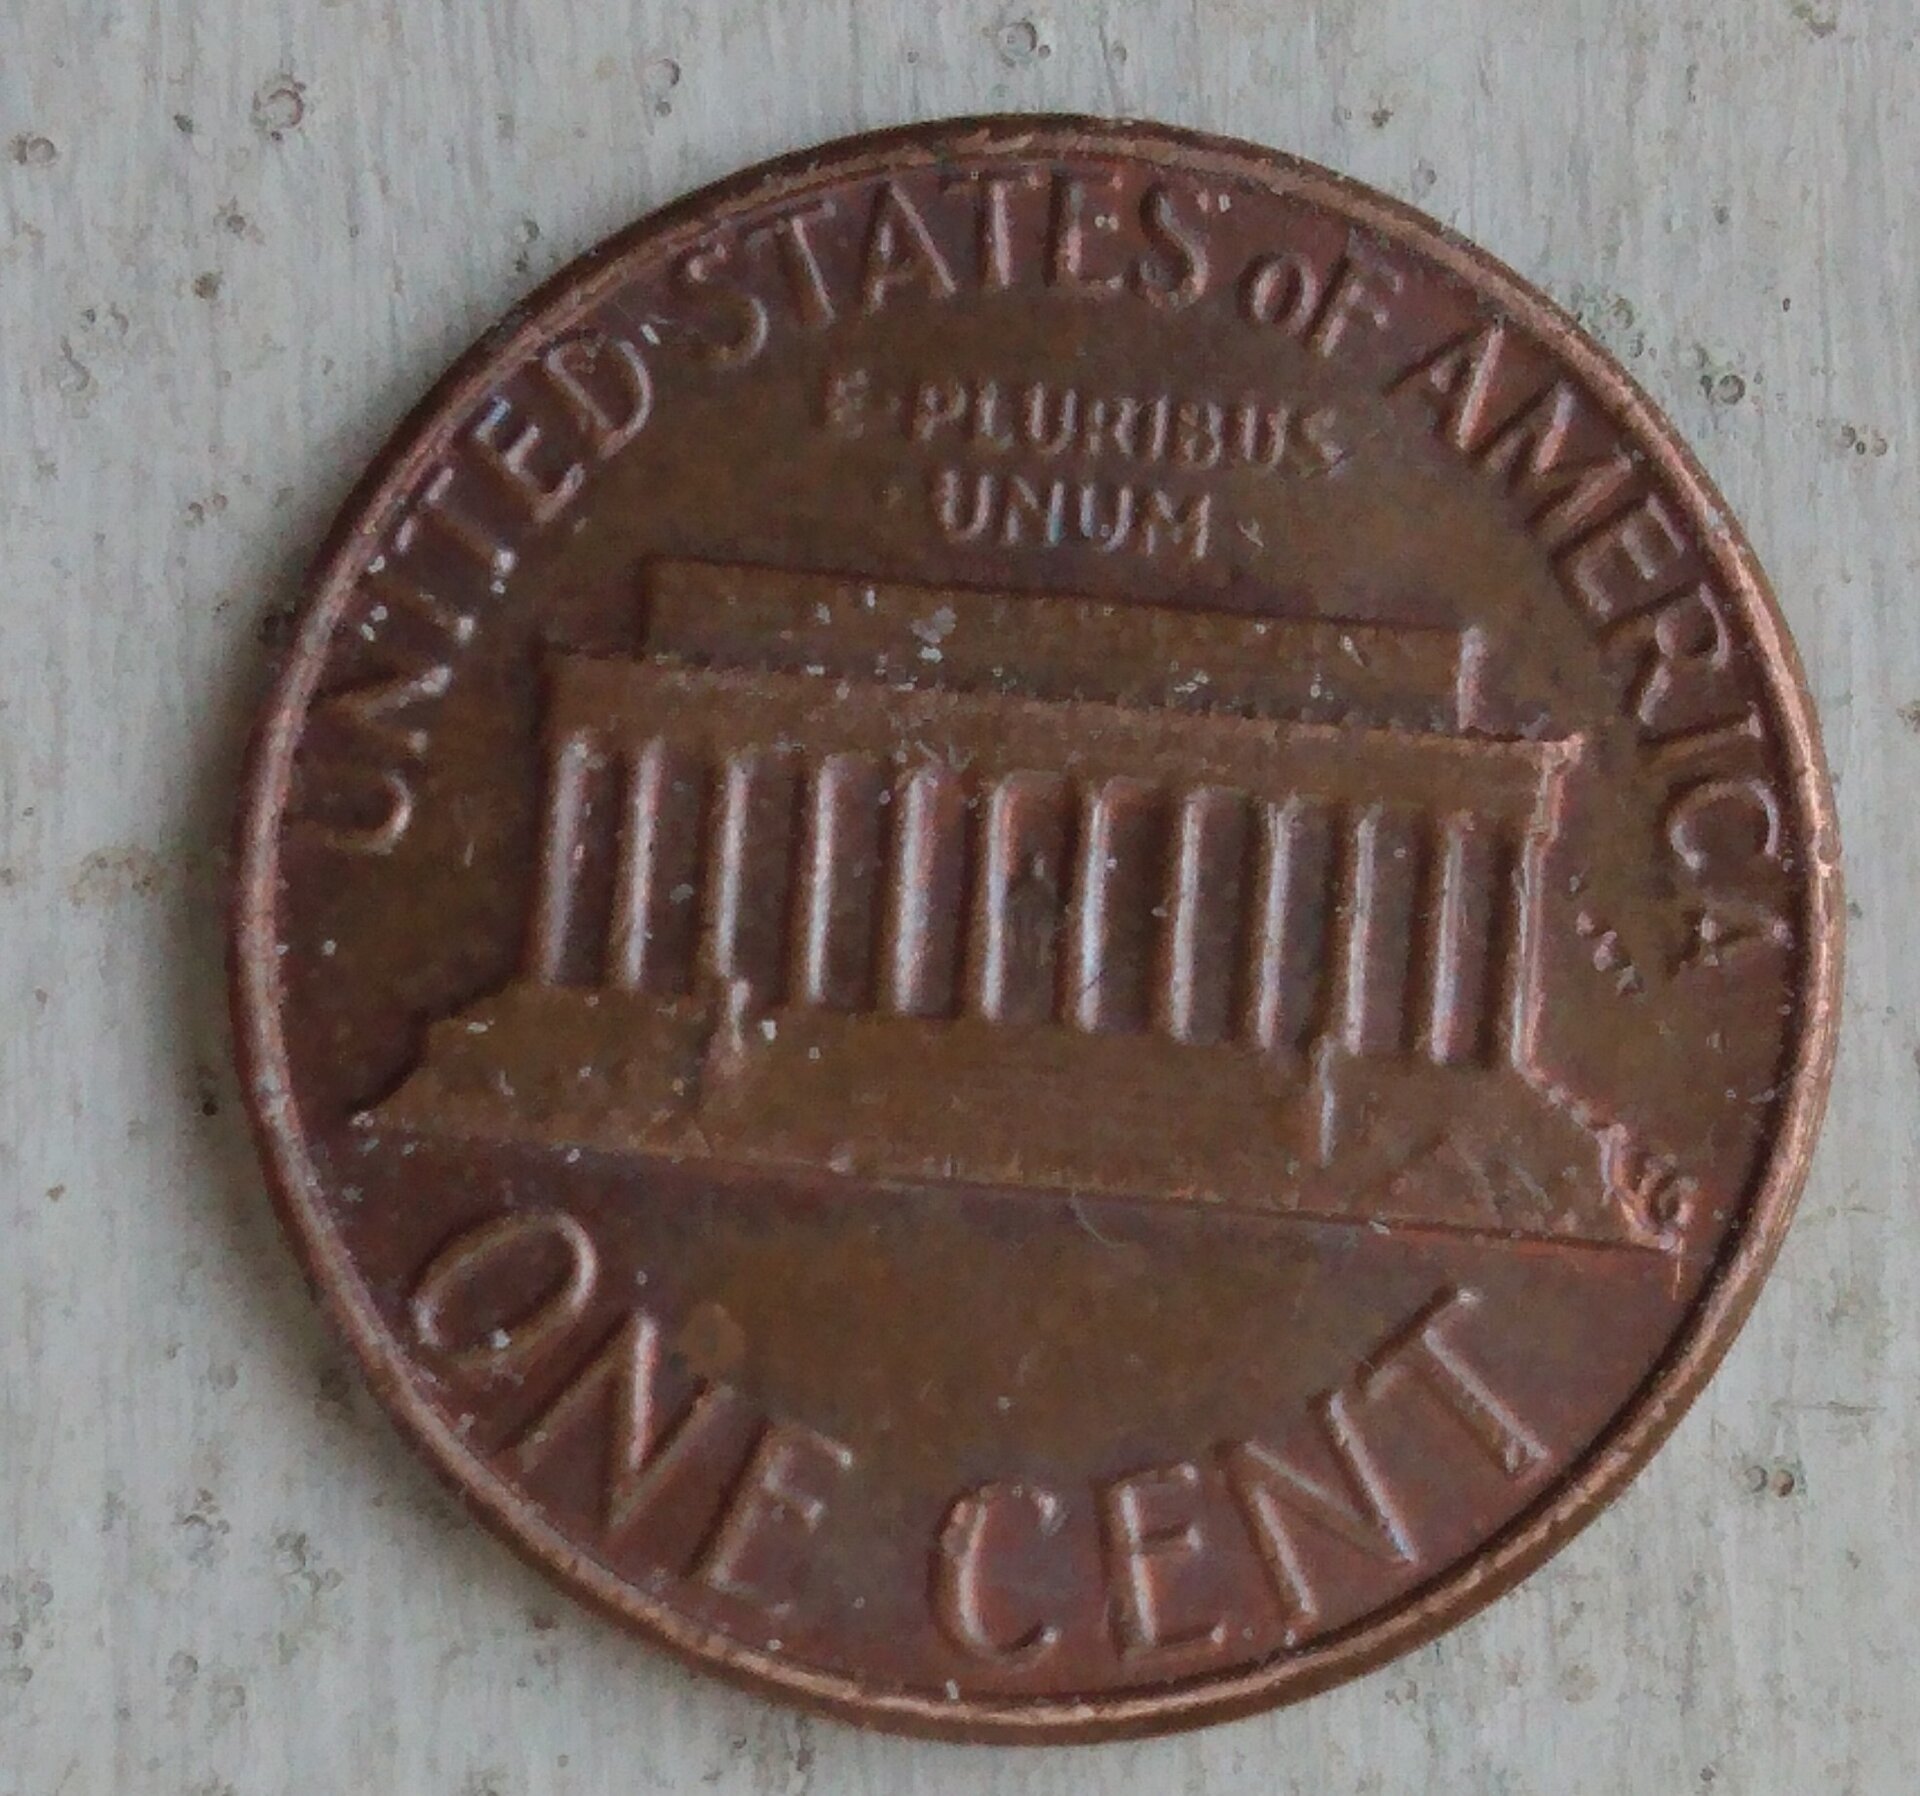 UNITED STATES OF AMERICA
E·PLURIBUS
UNUM
ONE CENT